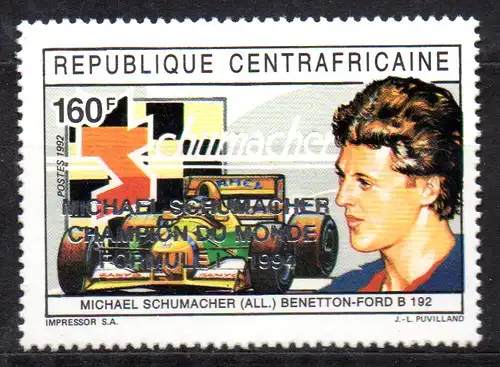 REPUBLIQUE CENTRAFRICAINE
160F
Schumacher
POSTES 1992
CAMEL
MICHAEL SCHUMACHER
CHAMPION DU MONDE
FORMULE I - 1994
MICHAEL SCHUMACHER (ALL.) BENETTON-FORD B 192
IMPRESSOR S.A.
J.-L. PUVILLAND